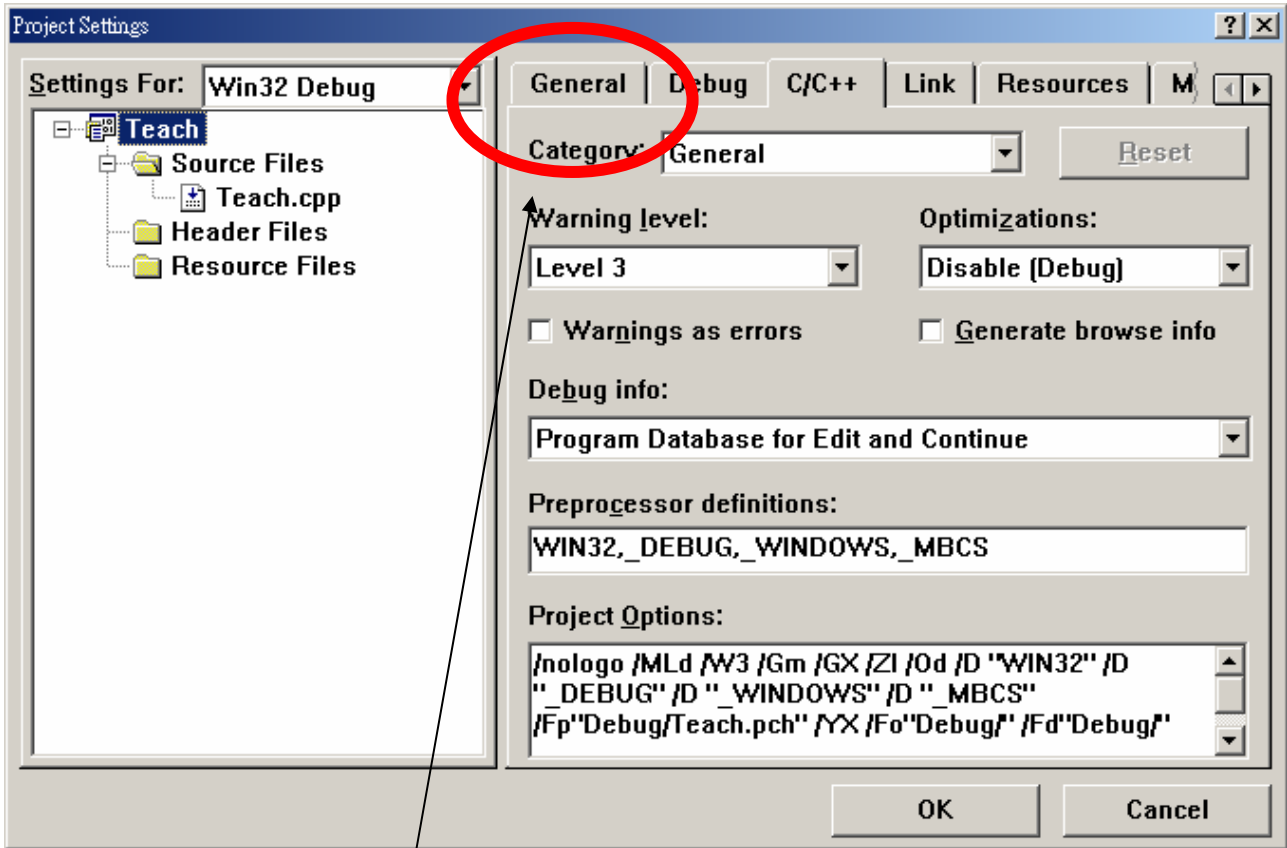 Project Settings
Settings For: Win32 Debug
Teach
Source Files
Teach.cpp
Header Files
Resource Files
General Debug C/C++ Link Resources M
Category: General Reset
Warning level: Optimizations:
Level 3 Disable (Debug)
Warnings as errors Generate browse info
Debug info:
Program Database for Edit and Continue
Preprocessor definitions:
WIN32,_DEBUG,_WINDOWS,_MBCS
Project Options:
/nologo /MLd /W3 /Gm /GX /ZI /Od /D "WIN32" /D
"_DEBUG" /D "_WINDOWS" /D "_MBCS"
/Fp"Debug/Teach.pch" /YX /Fo"Debug/" /Fd"Debug/"
OK Cancel